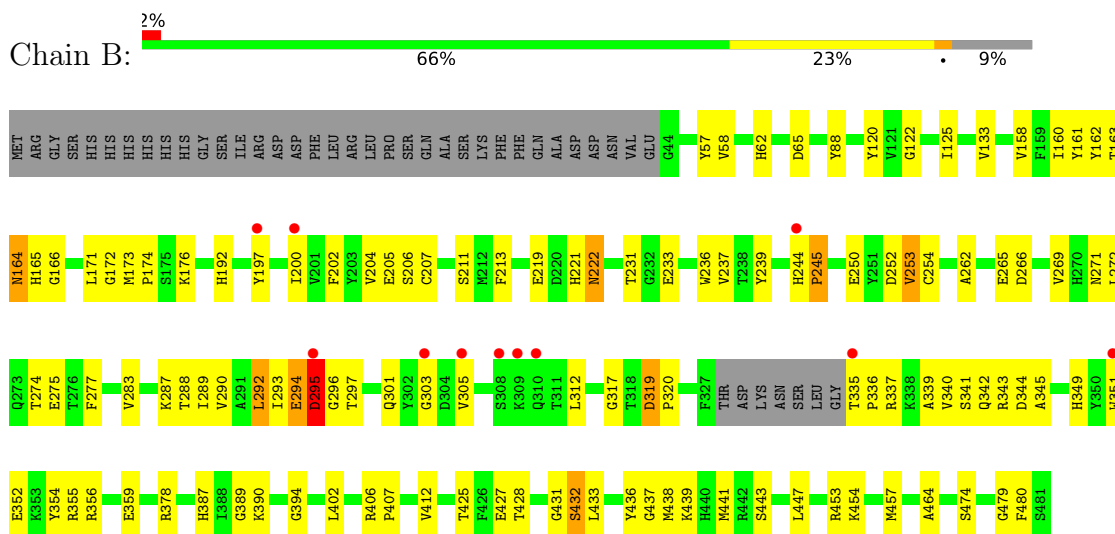 2%
Chain B:
66% 23% • 9%
MET ARG GLY SER HIS HIS HIS HIS HIS HIS GLY SER ILE ARG ASP ASP PHE LEU ARG LEU PRO SER GLN ALA SER LYS PHE PHE GLN ALA ASP ASP ASN VAL GLU G44 Y57 V58 H62 D65 Y88 Y120 V121 G122 I125 V133 V158 F159 I160 Y161 Y162 T163
N164 H165 G166 L171 G172 M173 P174 S175 K176 H192 Y197 I200 V201 F202 Y203 V204 E205 S206 C207 S211 M212 F213 E219 D220 H221 N222 T231 G232 E233 W236 V237 T238 Y239 H244 P245 E250 Y251 D252 V253 C254 A262 E265 D266 V269 H270 N271 L272
Q273 T274 E275 T276 F277 V283 K287 T288 I289 V290 A291 L292 I293 E294 D295 G296 T297 Q301 Y302 G303 D304 V305 S308 K309 Q310 T311 L312 G317 T318 D319 P320 F327 THR ASP LYS ASN SER LEU GLY T335 P336 R337 K338 A339 V340 S341 Q342 R343 D344 A345 H349 Y350 W351
E352 K353 Y354 R355 R356 E359 R378 H387 I388 G389 K390 G394 L402 R406 P407 V412 T425 F426 E427 T428 G431 S432 L433 Y436 G437 M438 K439 H440 M441 R442 S443 L447 R453 K454 M457 A464 S474 G479 F480 S481